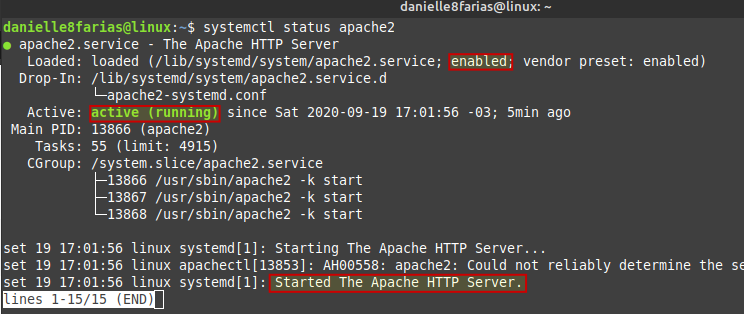 danielle8farias@linux: ~
danielle8farias@linux:~$ systemctl status apache2
● apache2.service - The Apache HTTP Server
   Loaded: loaded (/lib/systemd/system/apache2.service; enabled; vendor preset: enabled)
  Drop-In: /lib/systemd/system/apache2.service.d
           └─apache2-systemd.conf
   Active: active (running) since Sat 2020-09-19 17:01:56 -03; 5min ago
 Main PID: 13866 (apache2)
    Tasks: 55 (limit: 4915)
   CGroup: /system.slice/apache2.service
           ├─13866 /usr/sbin/apache2 -k start
           ├─13867 /usr/sbin/apache2 -k start
           └─13868 /usr/sbin/apache2 -k start
set 19 17:01:56 linux systemd[1]: Starting The Apache HTTP Server...
set 19 17:01:56 linux apachectl[13853]: AH00558: apache2: Could not reliably determine the se
set 19 17:01:56 linux systemd[1]: Started The Apache HTTP Server.
lines 1-15/15 (END)